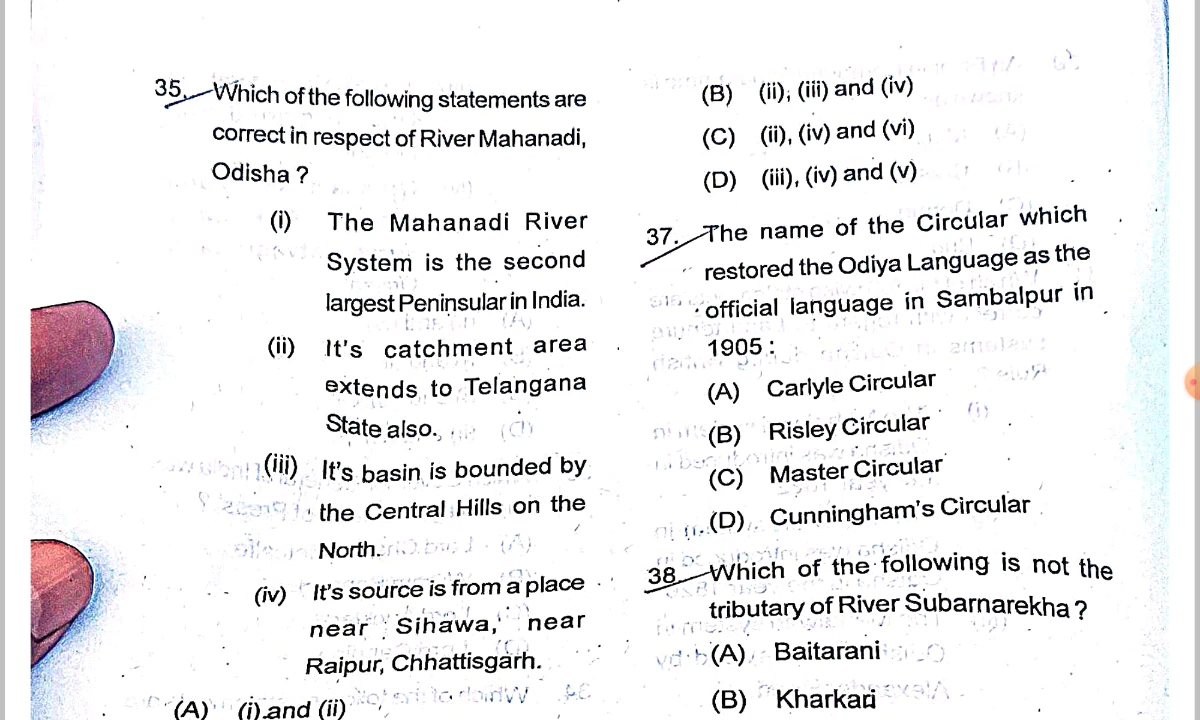 35. Which of the following statements are
correct in respect of River Mahanadi,
Odisha ?
(i) The Mahanadi River
System is the second
largest Peninsular in India.
(ii) It's catchment area
extends to Telangana
State also.
(iii) It's basin is bounded by
the Central Hills on the
North.
(iv) It's source is from a place
near Sihawa, near
Raipur, Chhattisgarh.
(A) (i) and (ii)
(B) (ii), (iii) and (iv)
(C) (ii), (iv) and (vi)
(D) (iii), (iv) and (v)
37. The name of the Circular which
restored the Odiya Language as the
official language in Sambalpur in
1905 :
(A) Carlyle Circular
(B) Risley Circular
(C) Master Circular
(D) Cunningham's Circular
38. Which of the following is not the
tributary of River Subarnarekha ?
(A) Baitarani
(B) Kharkari